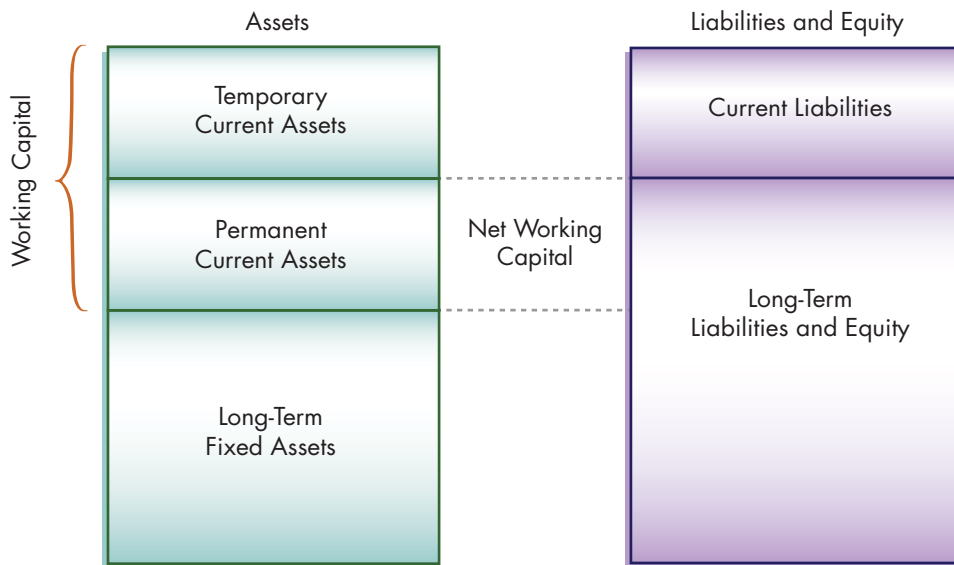 Assets
Liabilities and Equity
Working Capital
Temporary
Current Assets
Current Liabilities
Permanent
Current Assets
Net Working
Capital
Long-Term
Liabilities and Equity
Long-Term
Fixed Assets